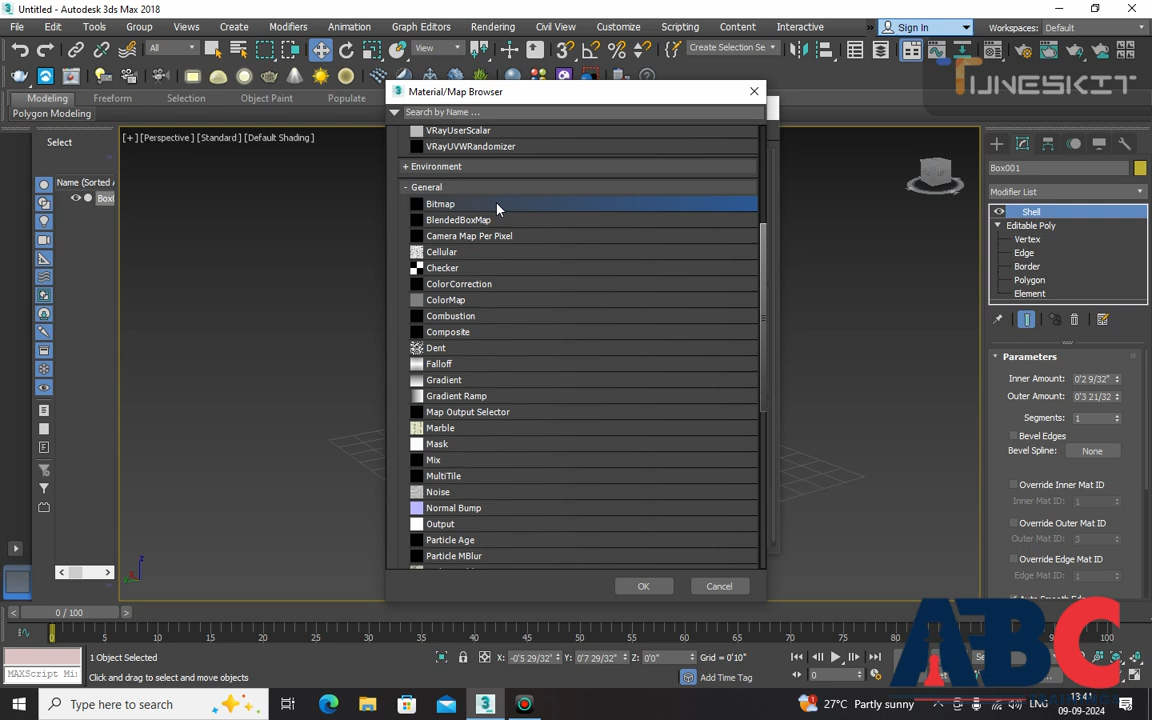 Untitled - Autodesk 3ds Max 2018
File Edit Tools Group Views Create Modifiers Animation Graph Editors Rendering Civil View Customize Scripting Content Interactive » Sign In Workspaces: Default
All View Create Selection Se
TUNESKIT
Modeling Freeform Selection Object Paint Populate
Polygon Modeling
Material/Map Browser
Search by Name ...
Select
[+] [Perspective] [Standard] [Default Shading]
Name (Sorted A
Box
VRayUserScalar
VRayUVWRandomizer
+ Environment
- General
Bitmap
BlendedBoxMap
Camera Map Per Pixel
Cellular
Checker
ColorCorrection
ColorMap
Combustion
Composite
Dent
Falloff
Gradient
Gradient Ramp
Map Output Selector
Marble
Mask
Mix
MultiTile
Noise
Normal Bump
Output
Particle Age
Particle MBlur
OK Cancel
Box001
Modifier List
Shell
Editable Poly
Vertex
Edge
Border
Polygon
Element
Parameters
Inner Amount: 0'2 9/32"
Outer Amount: 0'3 21/32
Segments: 1
Bevel Edges
Bevel Spline: None
Override Inner Mat ID
Inner Mat ID: 1
Override Outer Mat ID
Outer Mat ID: 3
Override Edge Mat ID
Edge Mat ID: 1
z
x
0 / 100
0 5 10 15 20 25 30 35 40 45 50 55 60 65 70 75 80 100
ABC
MAXScript Mi
1 Object Selected
Click and drag to select and move objects
X: -0'5 29/32" Y: 0'7 29/32" Z: 0'0" Grid = 0'10"
Add Time Tag
0
Type here to search
27°C Partly sunny
ENG
13:41
09-09-2024